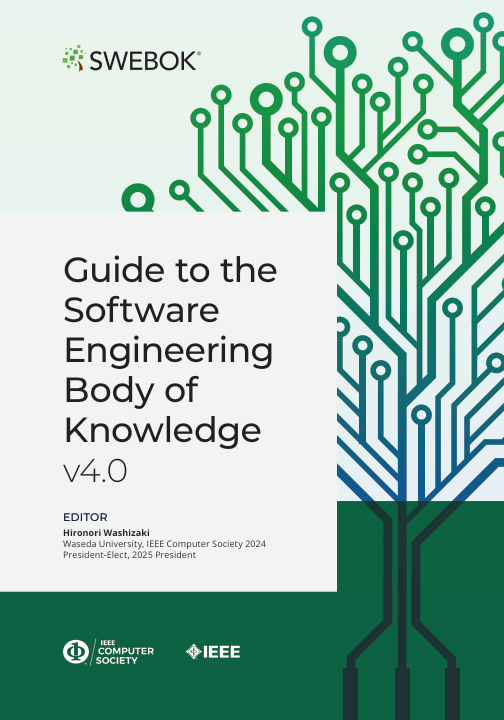 SWEBOK®
Guide to the
Software
Engineering
Body of
Knowledge
v4.0
EDITOR
Hironori Washizaki
Waseda University, IEEE Computer Society 2024
President-Elect, 2025 President
IEEE
COMPUTER
SOCIETY
IEEE